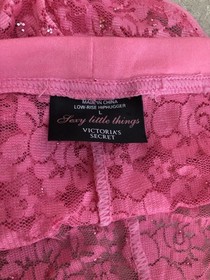 MADE IN CHINA
LOW-RISE HIPHUGGER
Sexy little things
VICTORIA'S
SECRET